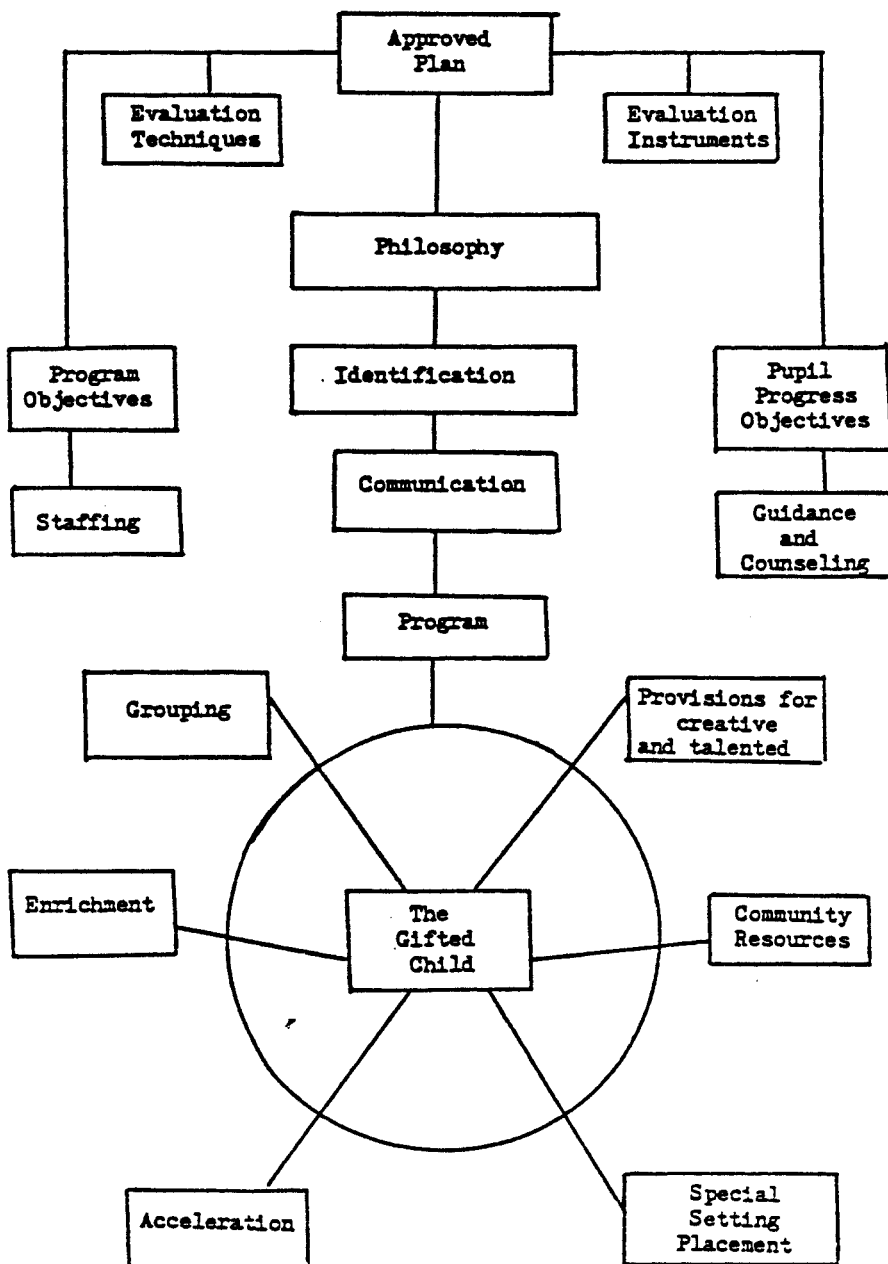 Approved
Plan
Evaluation
Techniques
Evaluation
Instruments
Philosophy
Program
Objectives
Identification
Pupil
Progress
Objectives
Staffing
Communication
Guidance
and
Counseling
Program
Grouping
Provisions for
creative
and talented
Enrichment
The
Gifted
Child
Community
Resources
Acceleration
Special
Setting
Placement